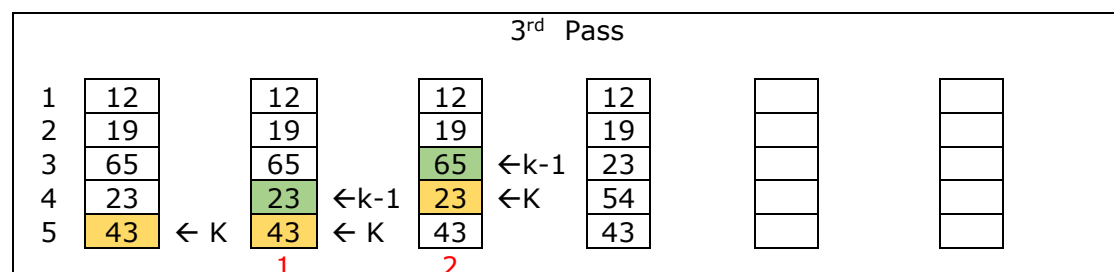 3rd Pass
1 12 12 12 12
2 19 19 19 19
3 65 65 65 ←k-1 23
4 23 23 ←k-1 23 ←K 54
5 43 ← K 43 ← K 43 43
1 2